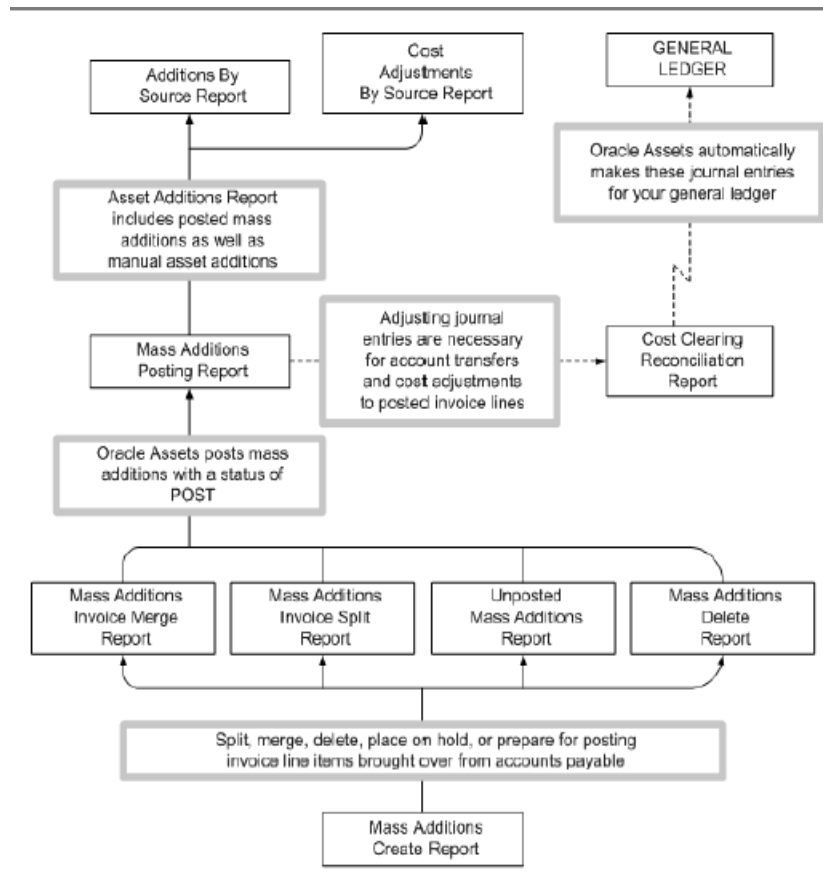 Additions By
Source Report
Cost
Adjustments
By Source Report
GENERAL
LEDGER
Asset Additions Report
includes posted mass
additions as well as
manual asset additions
Oracle Assets automatically
makes these journal entries
for your general ledger
Mass Additions
Posting Report
Adjusting journal
entries are necessary
for account transfers
and cost adjustments
to posted invoice lines
Cost Clearing
Reconciliation
Report
Oracle Assets posts mass
additions with a status of
POST
Mass Additions
Invoice Merge
Report
Mass Additions
Invoice Split
Report
Unposted
Mass Additions
Report
Mass Additions
Delete
Report
Split, merge, delete, place on hold, or prepare for posting
invoice line items brought over from accounts payable
Mass Additions
Create Report